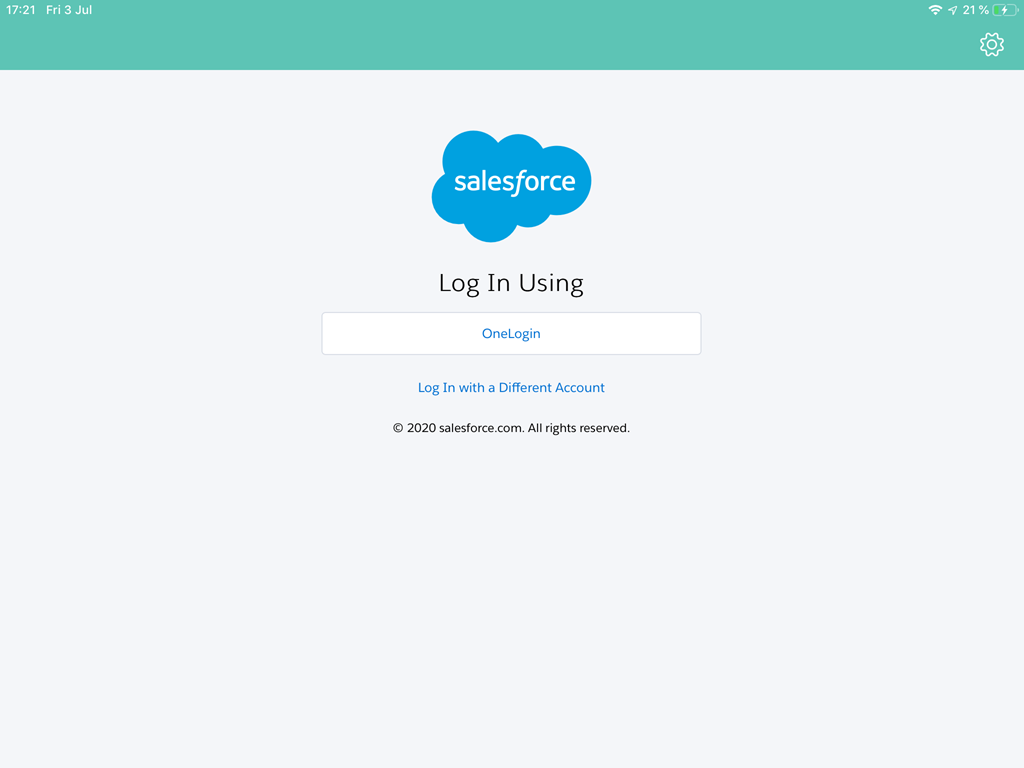 17:21 Fri 3 Jul 21 %
salesforce
Log In Using
OneLogin
Log In with a Different Account
© 2020 salesforce.com. All rights reserved.